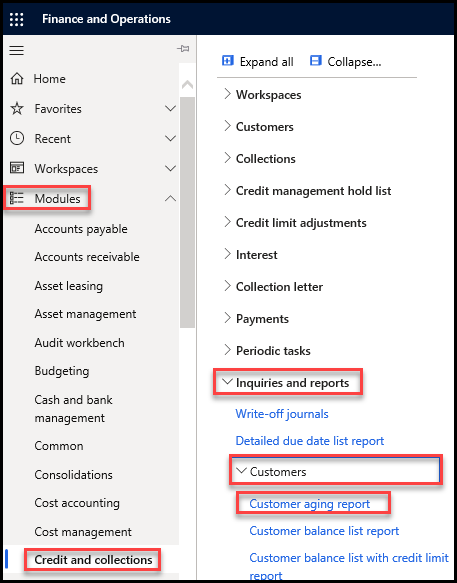 Finance and Operations
Home
Favorites
Recent
Workspaces
Modules
Accounts payable
Accounts receivable
Asset leasing
Asset management
Audit workbench
Budgeting
Cash and bank
management
Common
Consolidations
Cost accounting
Cost management
Credit and collections
Expand all
Collapse...
Workspaces
Customers
Collections
Credit management hold list
Credit limit adjustments
Interest
Collection letter
Payments
Periodic tasks
Inquiries and reports
Write-off journals
Detailed due date list report
Customers
Customer aging report
Customer balance list report
Customer balance list with credit limit
report